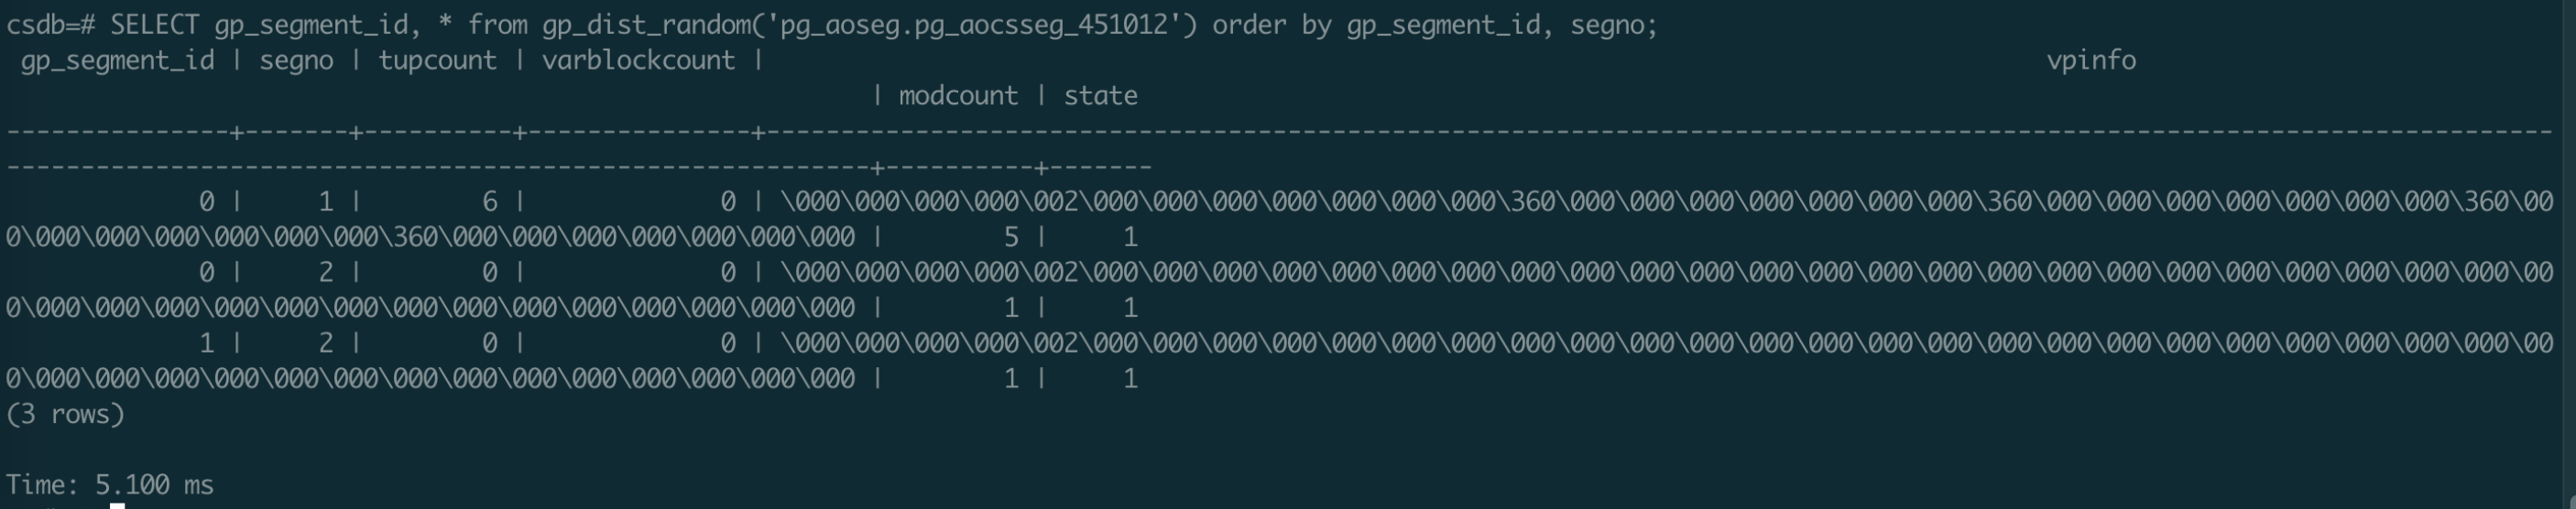 csdb=# SELECT gp_segment_id, * from gp_dist_random('pg_aoseg.pg_aocsseg_451012') order by gp_segment_id, segno;
gp_segment_id | segno | tupcount | varblockcount | vpinfo
| modcount | state
---------------+-------+----------+---------------+-------------------------------------------------------------------------------------------------------------------------
-----------------------------------------------------------+----------+-------
0 | 1 | 6 | 0 | \000\000\000\000\002\000\000\000\000\000\000\000\360\000\000\000\000\000\000\000\360\000\000\000\000\000\000\000\360\00
0\000\000\000\000\000\000\360\000\000\000\000\000\000\000 | 5 | 1
0 | 2 | 0 | 0 | \000\000\000\000\002\000\000\000\000\000\000\000\000\000\000\000\000\000\000\000\000\000\000\000\000\000\000\000\000\00
0\000\000\000\000\000\000\000\000\000\000\000\000\000\000 | 1 | 1
1 | 2 | 0 | 0 | \000\000\000\000\002\000\000\000\000\000\000\000\000\000\000\000\000\000\000\000\000\000\000\000\000\000\000\000\000\00
0\000\000\000\000\000\000\000\000\000\000\000\000\000\000 | 1 | 1
(3 rows)
Time: 5.100 ms